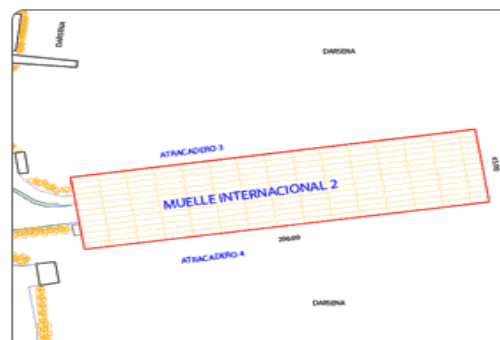 DARSENA
DARSENA
ATRACADERO 3
MUELLE INTERNACIONAL 2
ATRACADERO 4
DARSENA